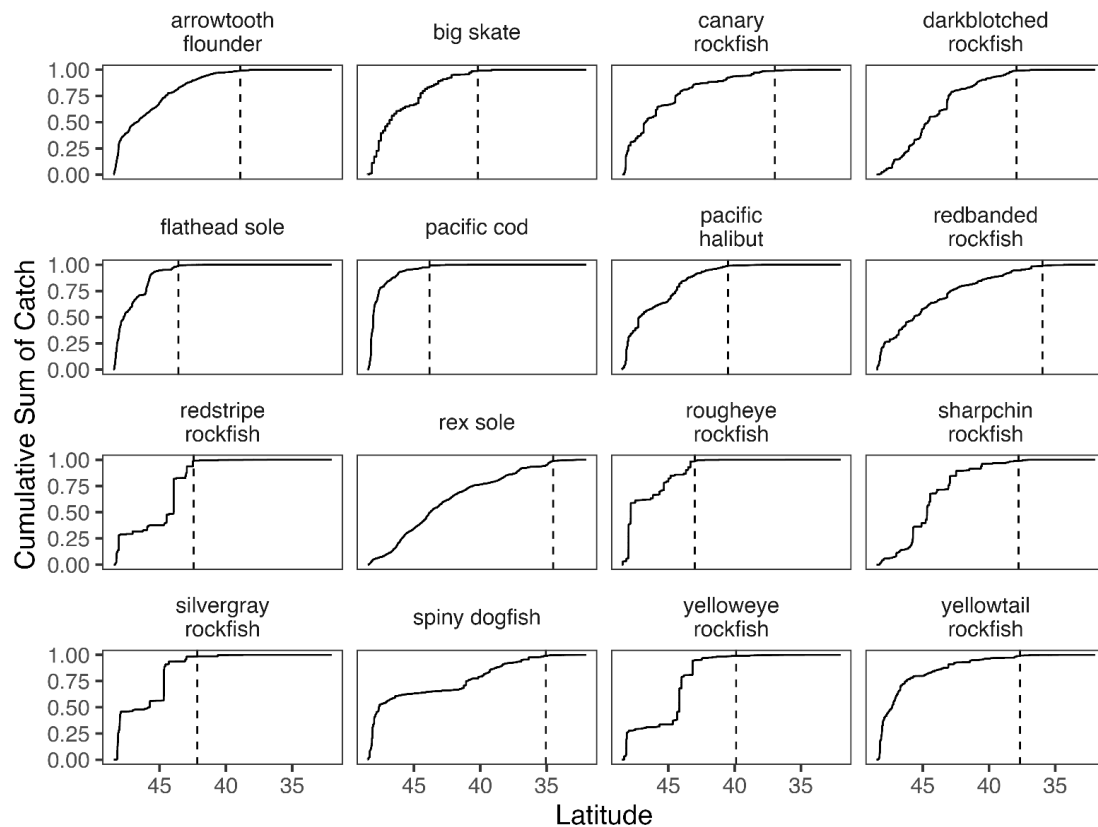 arrowtooth
flounder
big skate
canary
rockfish
darkblotched
rockfish
1.00
0.75
0.50
0.25
0.00
flathead sole
pacific cod
pacific
halibut
redbanded
rockfish
1.00
0.75
0.50
0.25
0.00
redstripe
rockfish
rex sole
rougheye
rockfish
sharpchin
rockfish
1.00
0.75
0.50
0.25
0.00
silvergray
rockfish
spiny dogfish
yelloweye
rockfish
yellowtail
rockfish
1.00
0.75
0.50
0.25
0.00
45 40 35
45 40 35
45 40 35
45 40 35
Cumulative Sum of Catch
Latitude